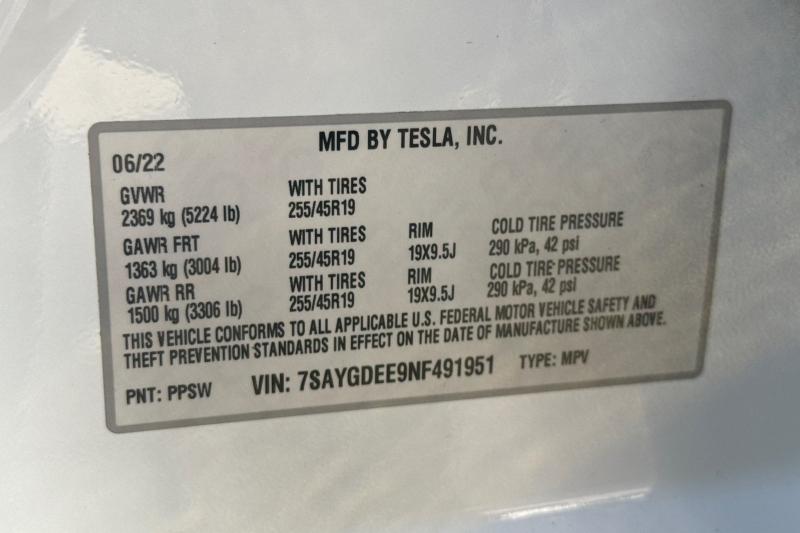 MFD BY TESLA, INC.
06/22
GVWR WITH TIRES
2369 kg (5224 lb) 255/45R19
GAWR FRT WITH TIRES RIM COLD TIRE PRESSURE
1363 kg (3004 lb) 255/45R19 19X9.5J 290 kPa, 42 psi
GAWR RR WITH TIRES RIM COLD TIRE PRESSURE
1500 kg (3306 lb) 255/45R19 19X9.5J 290 kPa, 42 psi
THIS VEHICLE CONFORMS TO ALL APPLICABLE U.S. FEDERAL MOTOR VEHICLE SAFETY AND
THEFT PREVENTION STANDARDS IN EFFECT ON THE DATE OF MANUFACTURE SHOWN ABOVE.
PNT: PPSW VIN: 7SAYGDEE9NF491951 TYPE: MPV